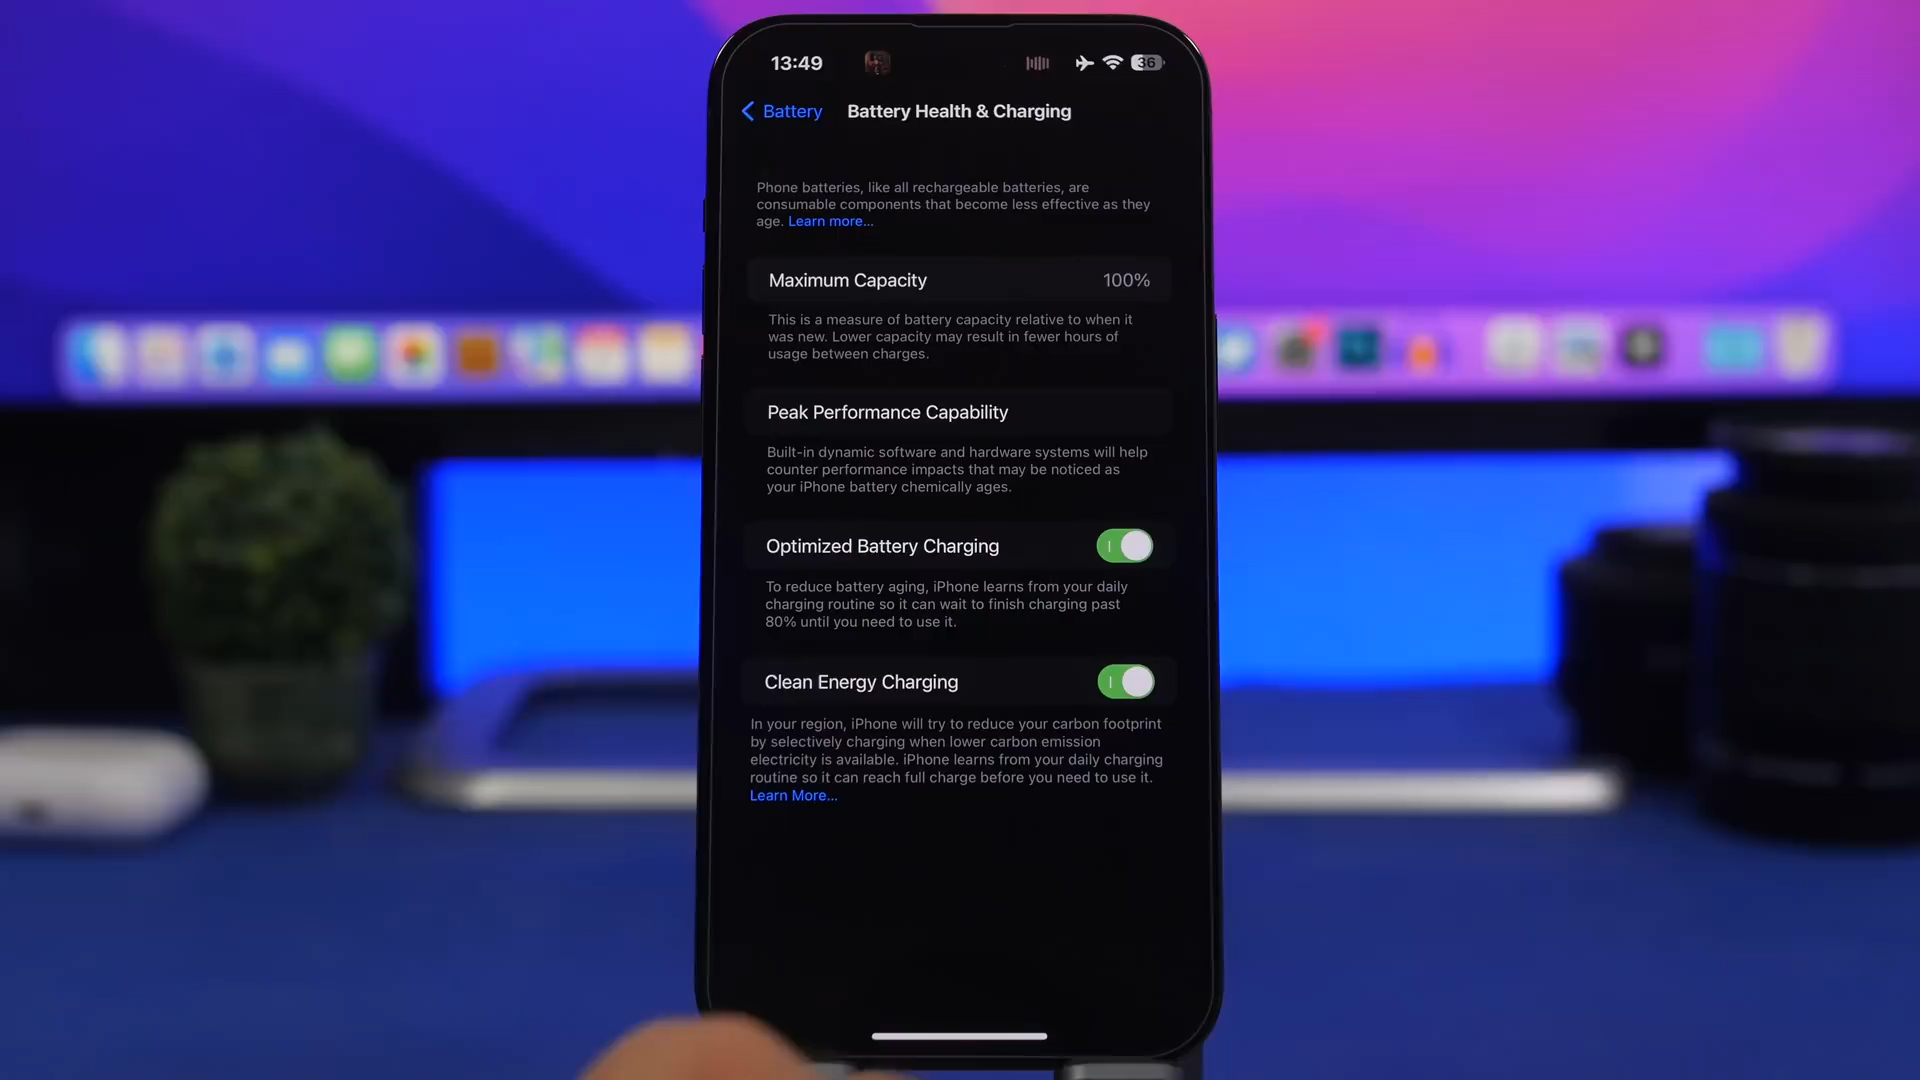 13:49
36
Battery
Battery Health & Charging
Phone batteries, like all rechargeable batteries, are
consumable components that become less effective as they
age. Learn more...
Maximum Capacity
100%
This is a measure of battery capacity relative to when it
was new. Lower capacity may result in fewer hours of
usage between charges.
Peak Performance Capability
Built-in dynamic software and hardware systems will help
counter performance impacts that may be noticed as
your iPhone battery chemically ages.
Optimized Battery Charging
To reduce battery aging, iPhone learns from your daily
charging routine so it can wait to finish charging past
80% until you need to use it.
Clean Energy Charging
In your region, iPhone will try to reduce your carbon footprint
by selectively charging when lower carbon emission
electricity is available. iPhone learns from your daily charging
routine so it can reach full charge before you need to use it.
Learn More...